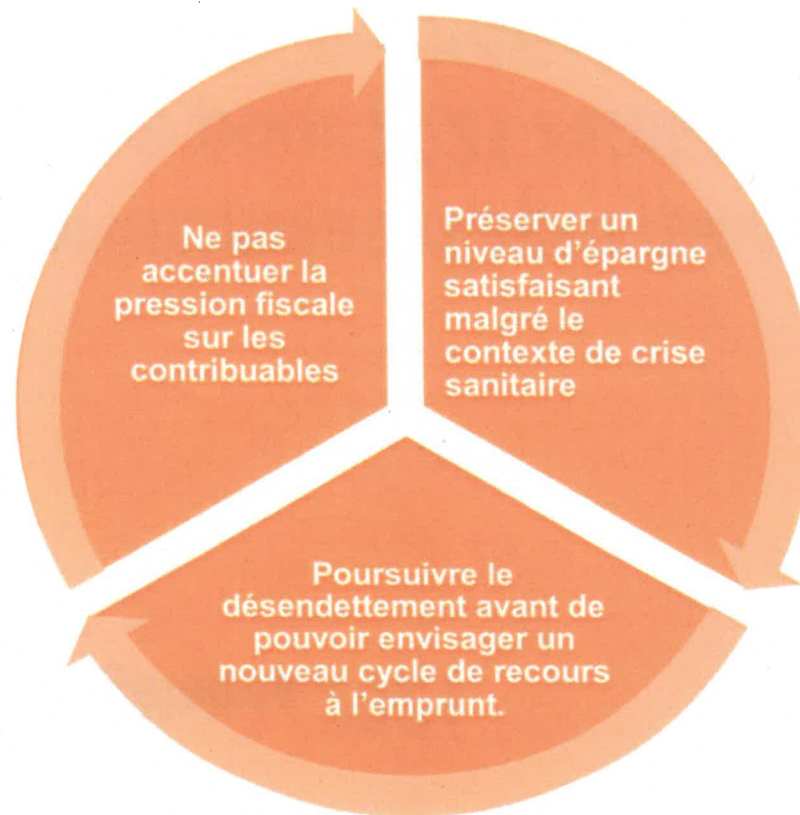 Ne pas
accentuer la
pression fiscale
sur les
contribuables
Préserver un
niveau d'épargne
satisfaisant
malgré le
contexte de crise
sanitaire
Poursuivre le
désendettement avant de
pouvoir envisager un
nouveau cycle de recours
à l'emprunt.